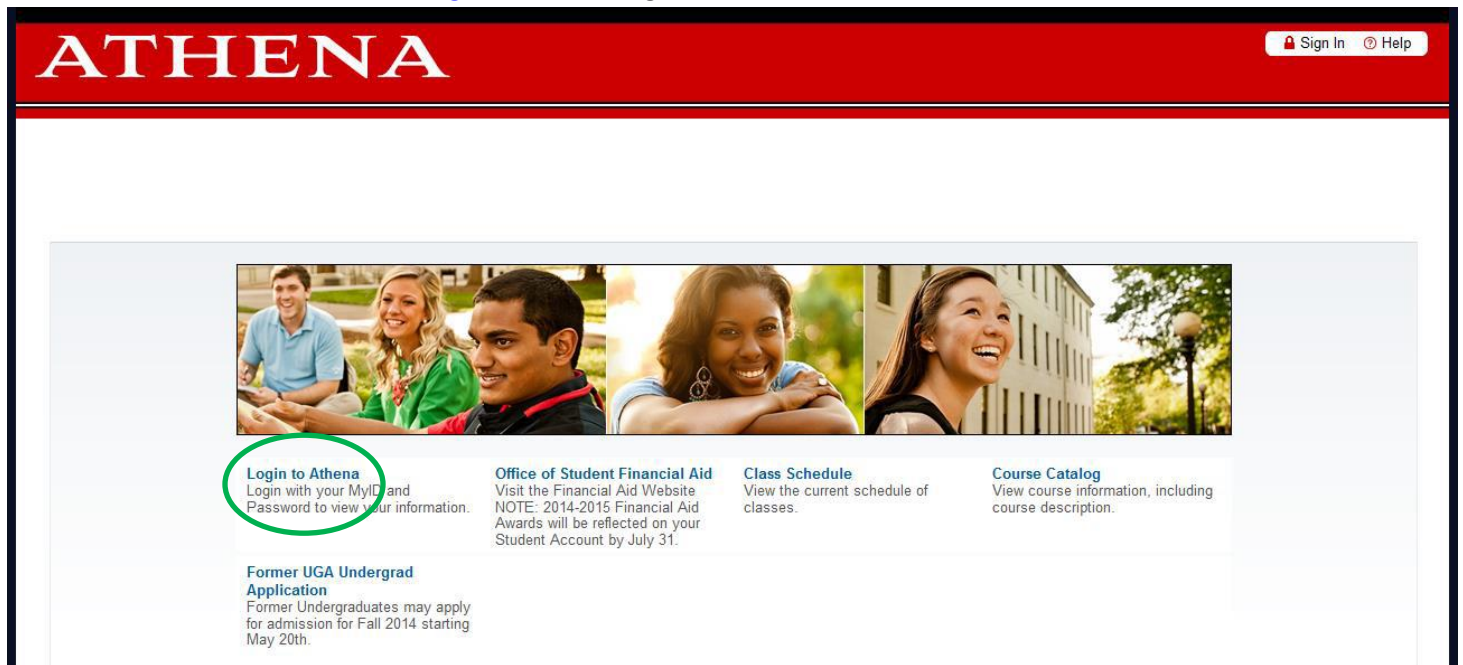 ATHENA
Sign In Help
Login to Athena
Login with your MyID and
Password to view your information.
Office of Student Financial Aid
Visit the Financial Aid Website
NOTE: 2014-2015 Financial Aid
Awards will be reflected on your
Student Account by July 31.
Class Schedule
View the current schedule of
classes.
Course Catalog
View course information, including
course description.
Former UGA Undergrad
Application
Former Undergraduates may apply
for admission for Fall 2014 starting
May 20th.